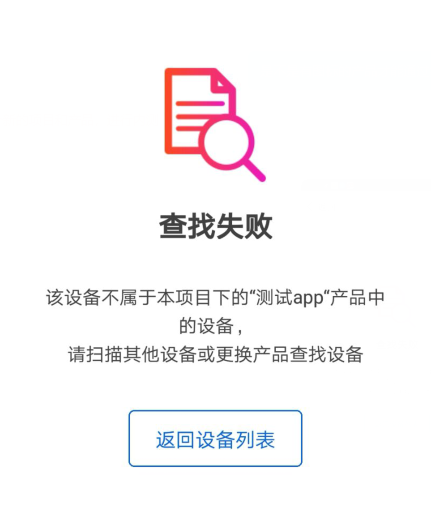 查找失败
该设备不属于本项目下的“测试app“产品中
的设备，
请扫描其他设备或更换产品查找设备
返回设备列表